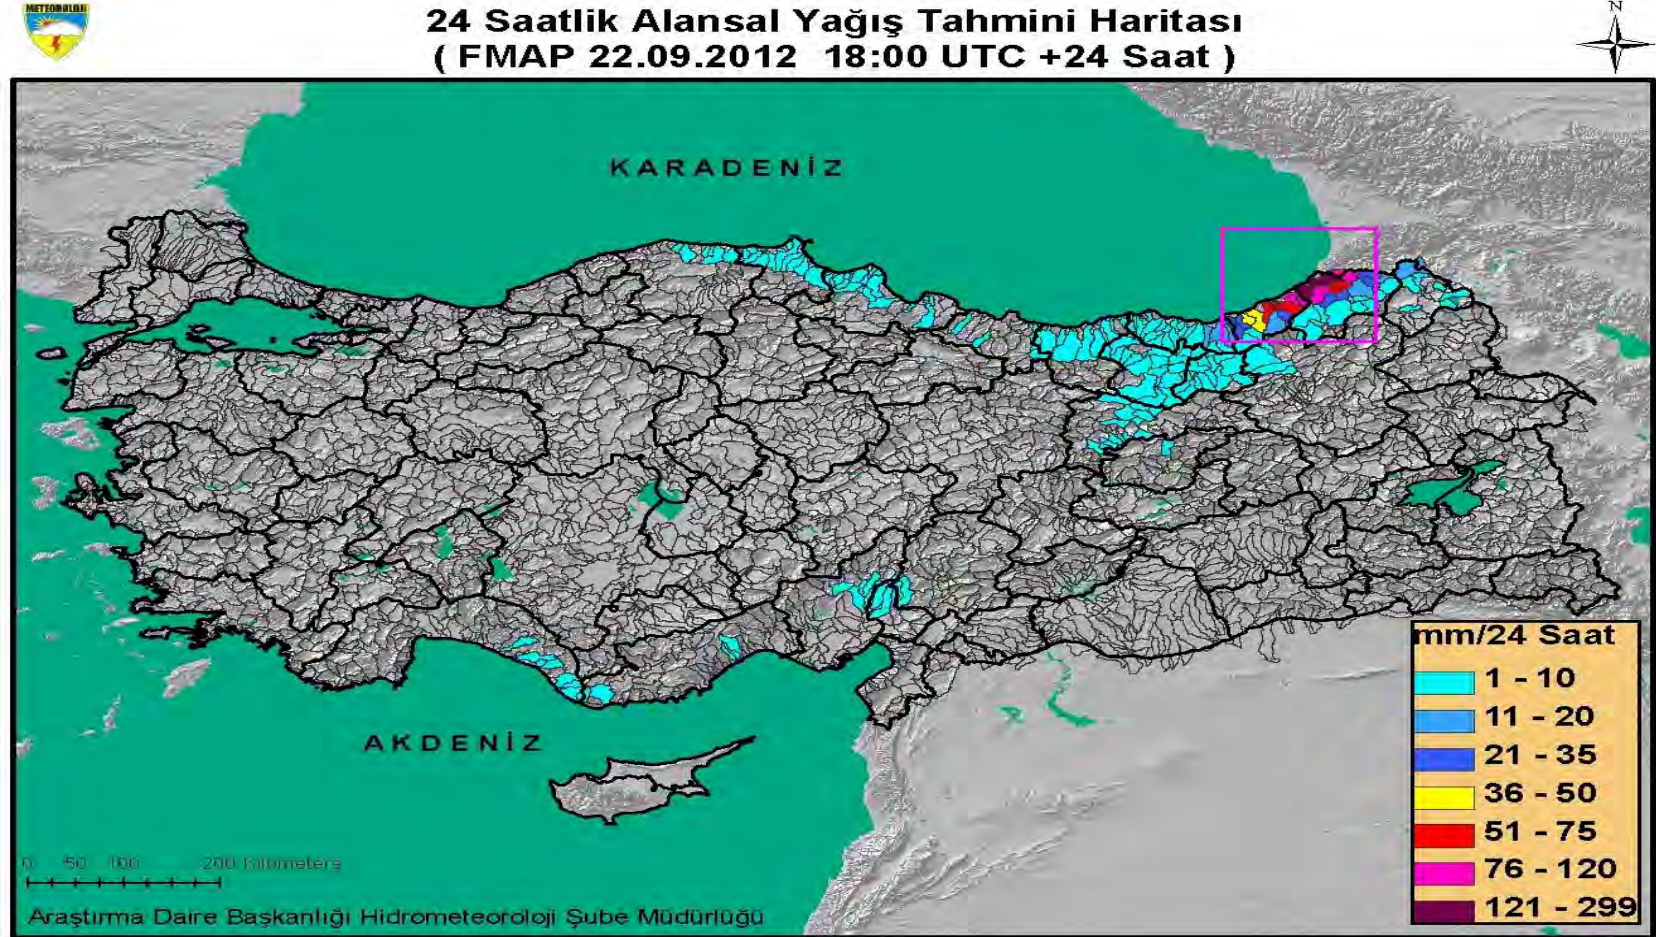 METEOROLOJİ
24 Saatlik Alansal Yağış Tahmini Haritası
( FMAP 22.09.2012 18:00 UTC +24 Saat )
N
KARADENİZ
AKDENİZ
mm/24 Saat
1 - 10
11 - 20
21 - 35
36 - 50
51 - 75
76 - 120
121 - 299
0 50 100 200 Kilometers
Araştırma Daire Başkanlığı Hidrometeoroloji Şube Müdürlüğü